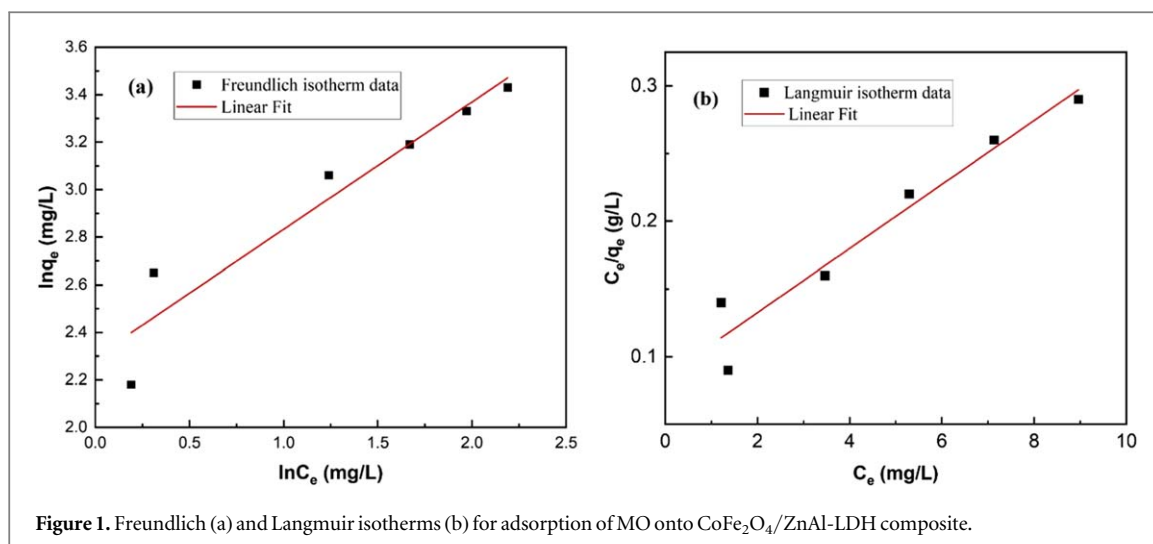 (a)
Freundlich isotherm data
Linear Fit
3.6
3.4
3.2
3.0
2.8
2.6
2.4
2.2
2.0
lnqₑ (mg/L)
0.0 0.5 1.0 1.5 2.0 2.5
lnCₑ (mg/L)
(b)
Langmuir isotherm data
Linear Fit
0.3
0.2
0.1
Cₑ/qₑ (g/L)
0 2 4 6 8 10
Cₑ (mg/L)
Figure 1. Freundlich (a) and Langmuir isotherms (b) for adsorption of MO onto CoFe₂O₄/ZnAl-LDH composite.